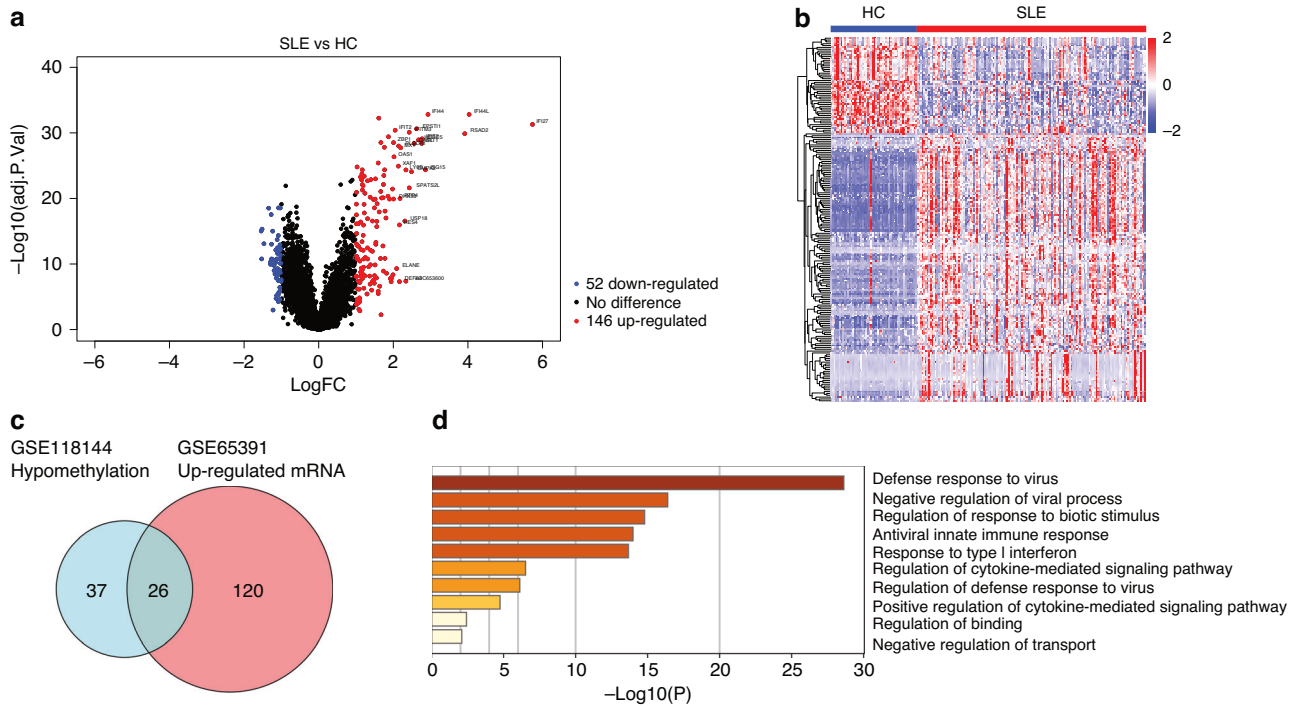 a
SLE vs HC
−Log10(adj.P.Val)
40
30
20
10
0
−6
−4
−2
0
2
4
6
LogFC
IFI44
IFI44L
IFI27
RSAD2
EPSTI1
IFIT2
ZBP1
OAS1
XAF1
SPATS2L
USP18
ELANE
52 down-regulated
No difference
146 up-regulated
b
HC
SLE
2
0
−2
c
GSE118144
Hypomethylation
GSE65391
Up-regulated mRNA
37
26
120
d
Defense response to virus
Negative regulation of viral process
Regulation of response to biotic stimulus
Antiviral innate immune response
Response to type I interferon
Regulation of cytokine-mediated signaling pathway
Regulation of defense response to virus
Positive regulation of cytokine-mediated signaling pathway
Regulation of binding
Negative regulation of transport
0
5
10
15
20
25
30
−Log10(P)